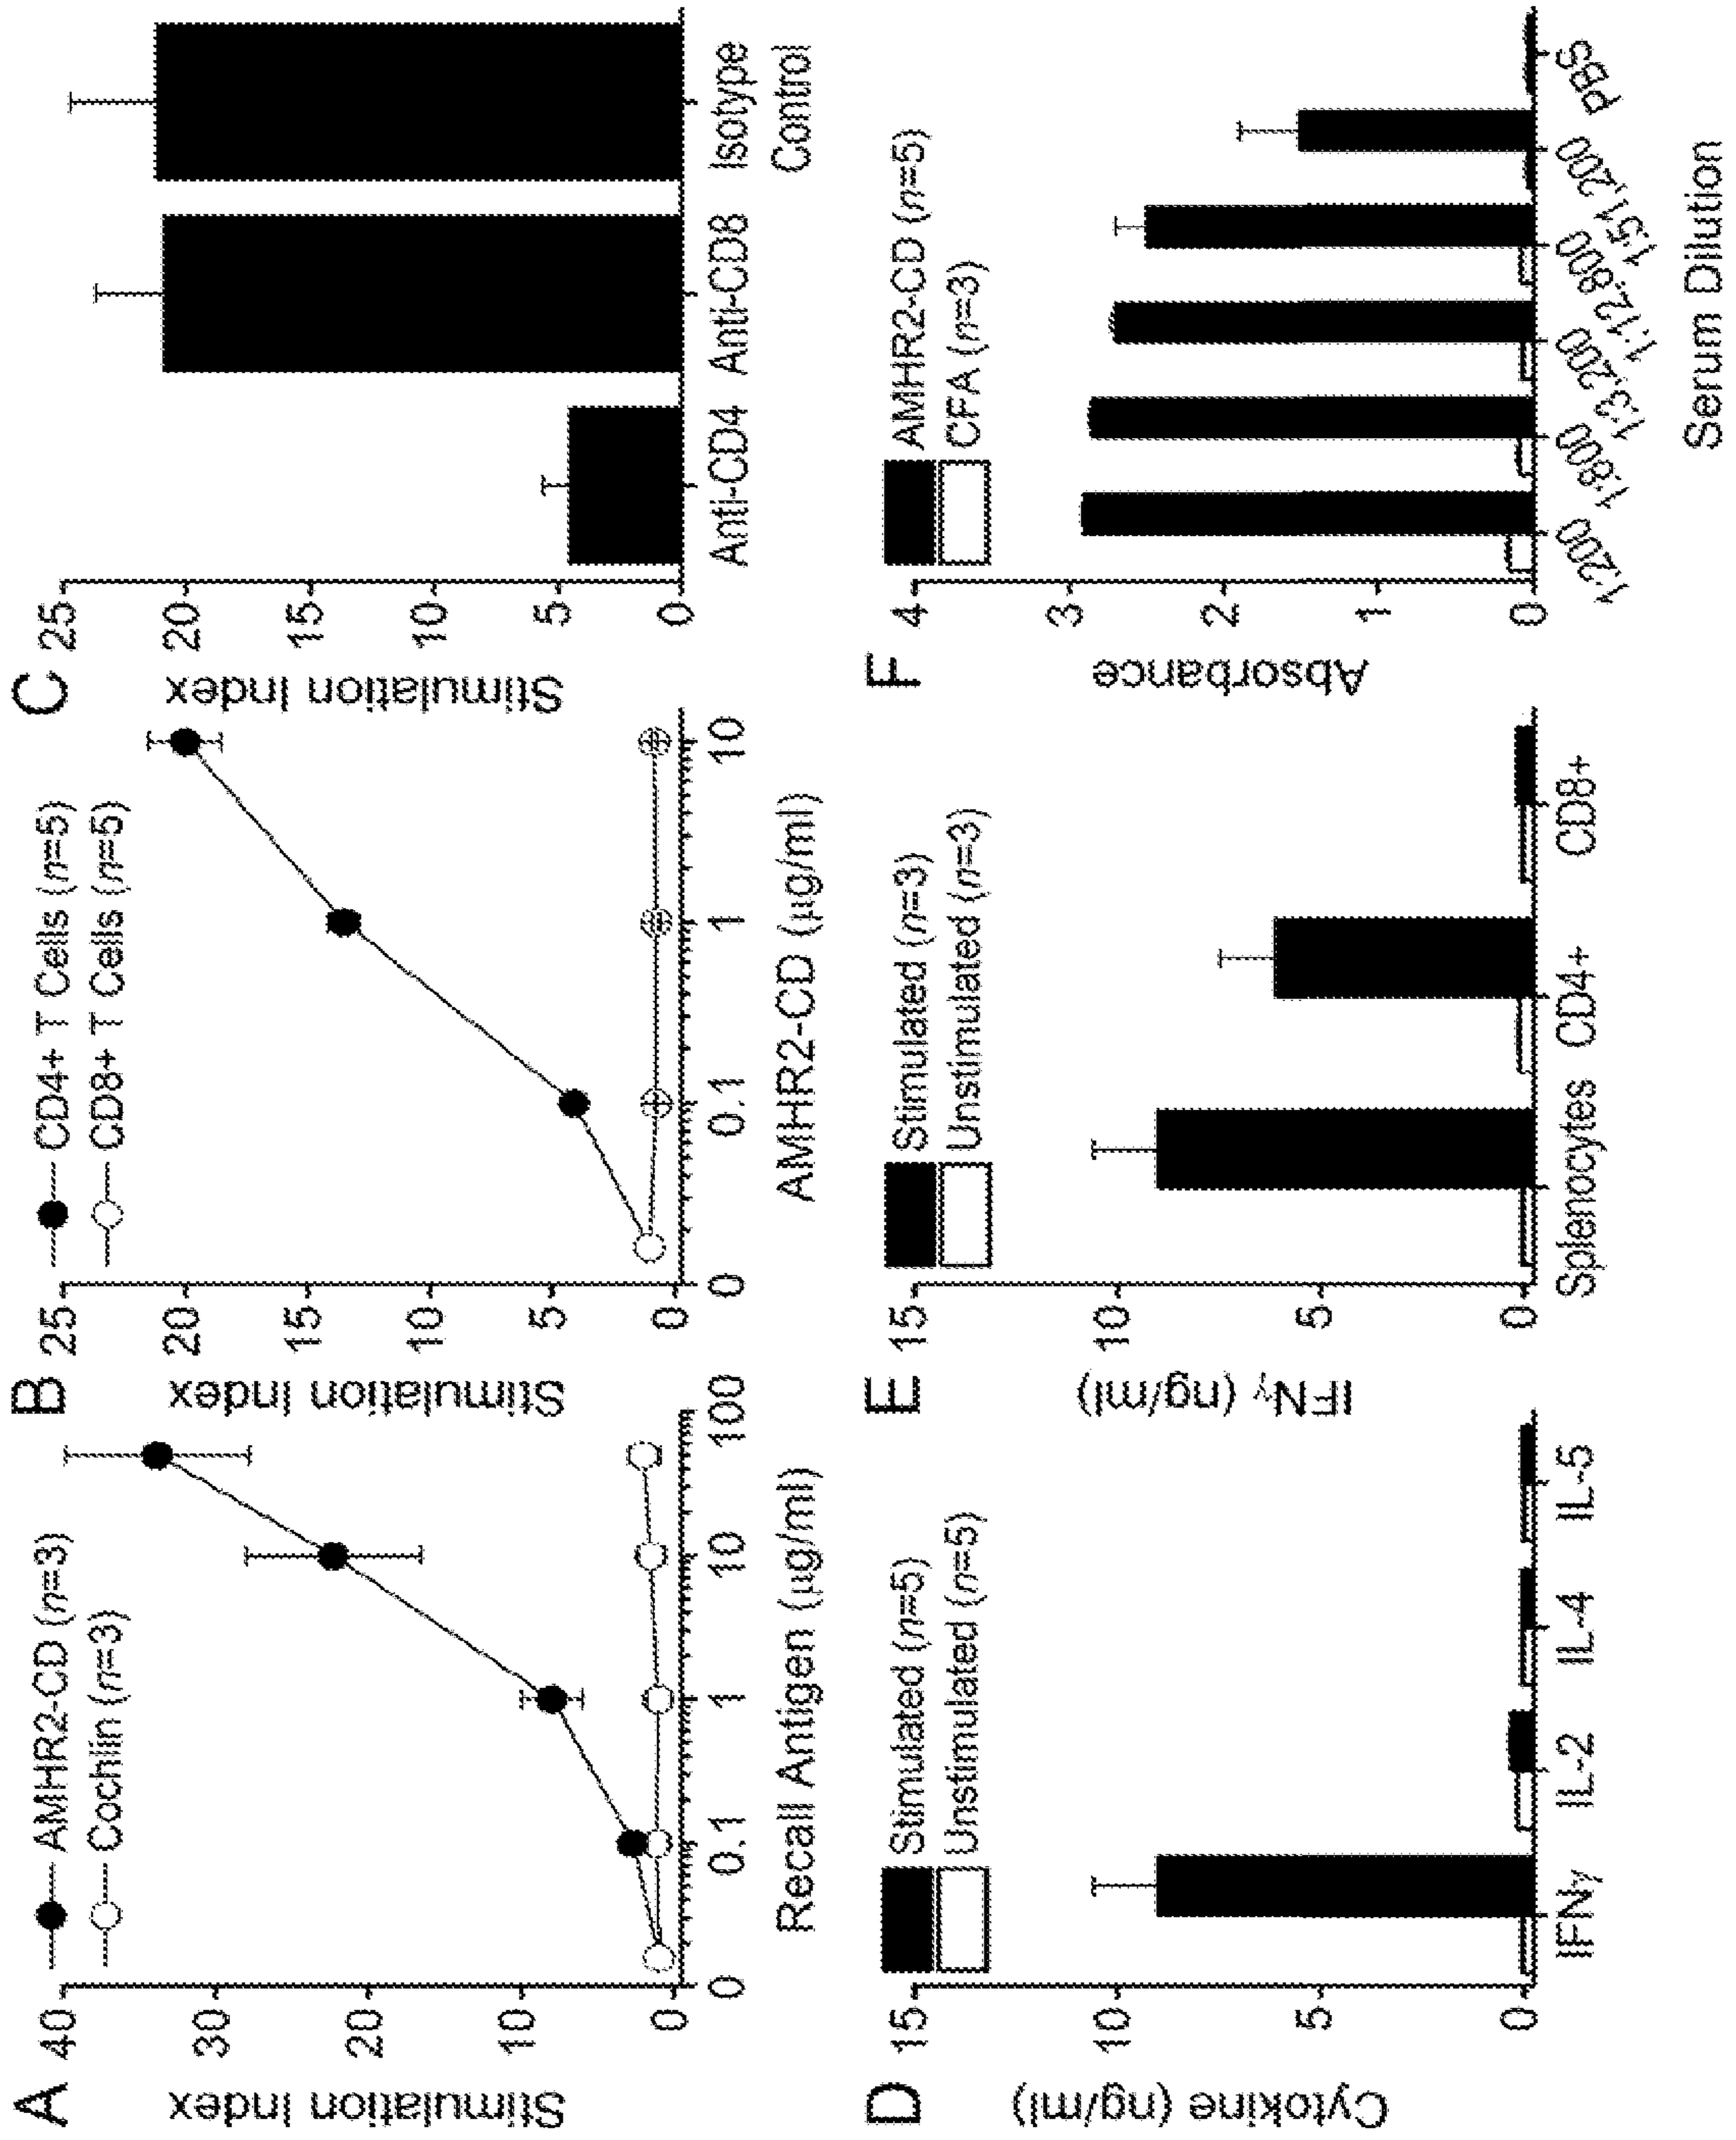 A
Stimulation Index
40
30
20
10
0
AMHR2-CD (n=3)
Cochlin (n=3)
0 0.1 1 10 100
Recall Antigen (µg/ml)
B
Stimulation Index
25
20
15
10
5
0
CD4+ T Cells (n=5)
CD8+ T Cells (n=5)
0 0.1 1 10
AMHR2-CD (µg/ml)
C
Stimulation Index
25
20
15
10
5
0
Anti-CD4 Anti-CD8 Isotype
Control
D
Cytokine (ng/ml)
15
10
5
0
Stimulated (n=5)
Unstimulated (n=5)
IFNγ IL-2 IL-4 IL-5
E
IFNγ (ng/ml)
15
10
5
0
Stimulated (n=3)
Unstimulated (n=3)
Splenocytes CD4+ CD8+
F
Absorbance
4
3
2
1
0
AMHR2-CD (n=5)
CFA (n=3)
1:200 1:800 1:3,200 1:12,800 1:51,200 PBS
Serum Dilution